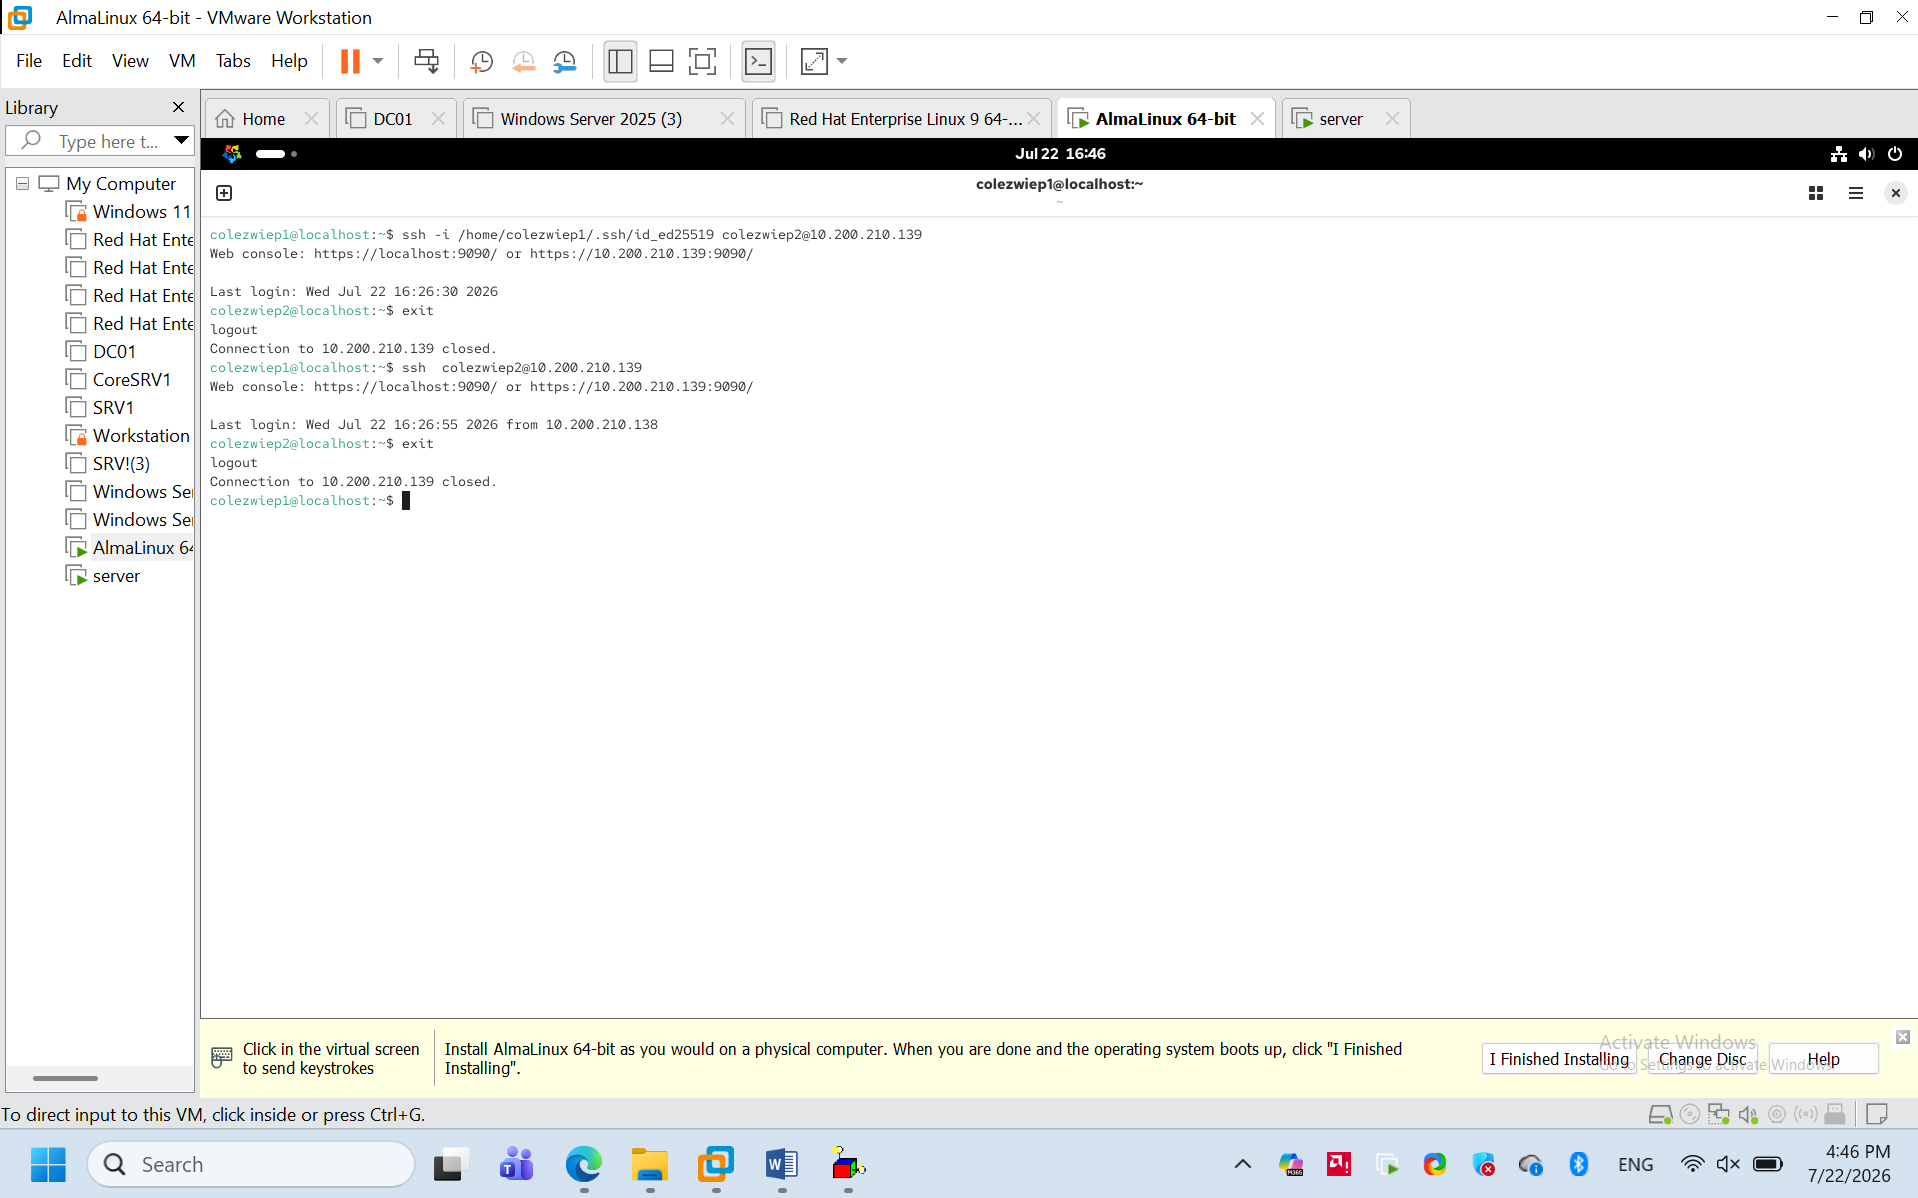 AlmaLinux 64-bit - VMware Workstation
File Edit View VM Tabs Help
Library
Type here t...
My Computer
Windows 11
Red Hat Ente
Red Hat Ente
Red Hat Ente
Red Hat Ente
DC01
CoreSRV1
SRV1
Workstation
SRV!(3)
Windows Ser
Windows Ser
AlmaLinux 64
server
Home DC01 Windows Server 2025 (3) Red Hat Enterprise Linux 9 64-... AlmaLinux 64-bit server
Jul 22 16:46
colezwiep1@localhost:~
~
colezwiep1@localhost:~$ ssh -i /home/colezwiep1/.ssh/id_ed25519 colezwiep2@10.200.210.139
Web console: https://localhost:9090/ or https://10.200.210.139:9090/
Last login: Wed Jul 22 16:26:30 2026
colezwiep2@localhost:~$ exit
logout
Connection to 10.200.210.139 closed.
colezwiep1@localhost:~$ ssh  colezwiep2@10.200.210.139
Web console: https://localhost:9090/ or https://10.200.210.139:9090/
Last login: Wed Jul 22 16:26:55 2026 from 10.200.210.138
colezwiep2@localhost:~$ exit
logout
Connection to 10.200.210.139 closed.
colezwiep1@localhost:~$
Click in the virtual screen
to send keystrokes
Install AlmaLinux 64-bit as you would on a physical computer. When you are done and the operating system boots up, click "I Finished
Installing".
I Finished Installing Change Disc Help
Activate Windows
Go to Settings to activate Windows.
To direct input to this VM, click inside or press Ctrl+G.
Search
M365
ENG
4:46 PM
7/22/2026